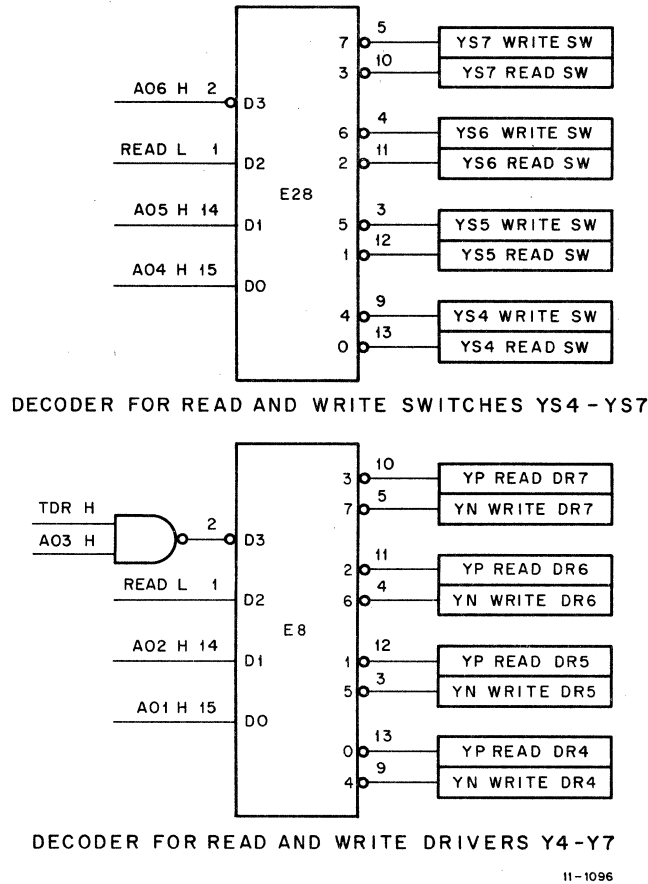 7 5 YS7 WRITE SW
3 10 YS7 READ SW
A06 H 2 D3
6 4 YS6 WRITE SW
READ L 1 D2 2 11 YS6 READ SW
E28
A05 H 14 D1 5 3 YS5 WRITE SW
1 12 YS5 READ SW
A04 H 15 D0
4 9 YS4 WRITE SW
0 13 YS4 READ SW
DECODER FOR READ AND WRITE SWITCHES YS4-YS7
3 10 YP READ DR7
TDR H
7 5 YN WRITE DR7
A03 H 2 D3
2 11 YP READ DR6
READ L 1 D2 6 4 YN WRITE DR6
E8
A02 H 14 D1 1 12 YP READ DR5
5 3 YN WRITE DR5
A01 H 15 D0
0 13 YP READ DR4
4 9 YN WRITE DR4
DECODER FOR READ AND WRITE DRIVERS Y4-Y7
11-1096